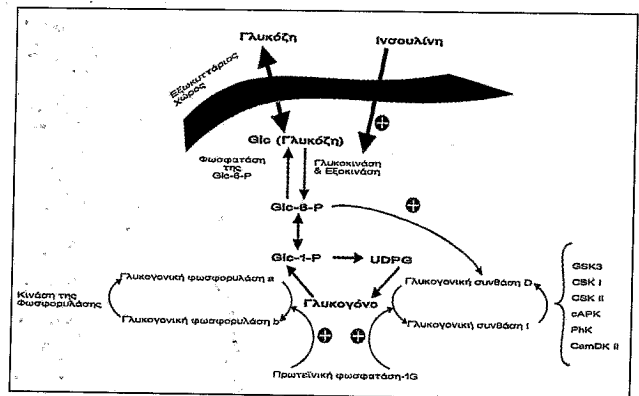 Γλυκόζη
Ινσουλίνη
Εξωκυττάριος
Χώρος
Glc (Γλυκόζη)
Φωσφατάση
της
Glc-6-P
Γλυκοκινάση
& Εξοκινάση
Glc-6-P
Glc-1-P
UDPG
Γλυκογονική φωσφορυλάση a
Γλυκογονική συνθάση D
Κινάση της
Φωσφορυλάσης
Γλυκογόνο
Γλυκογονική φωσφορυλάση b
Γλυκογονική συνθάση I
Πρωτεϊνική φωσφατάση-1G
GSK3
CSK I
CSK II
cAPK
PhK
CamDK II